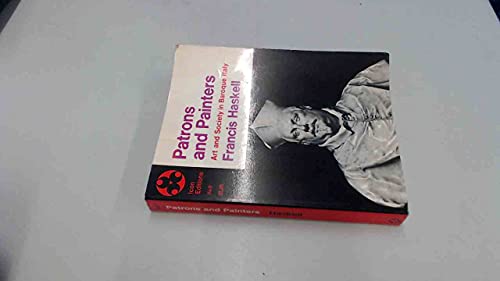 Patrons
and Painters
Art and Society in Baroque Italy
Francis Haskell
Icon
Editions
Patrons and Painters Haskell